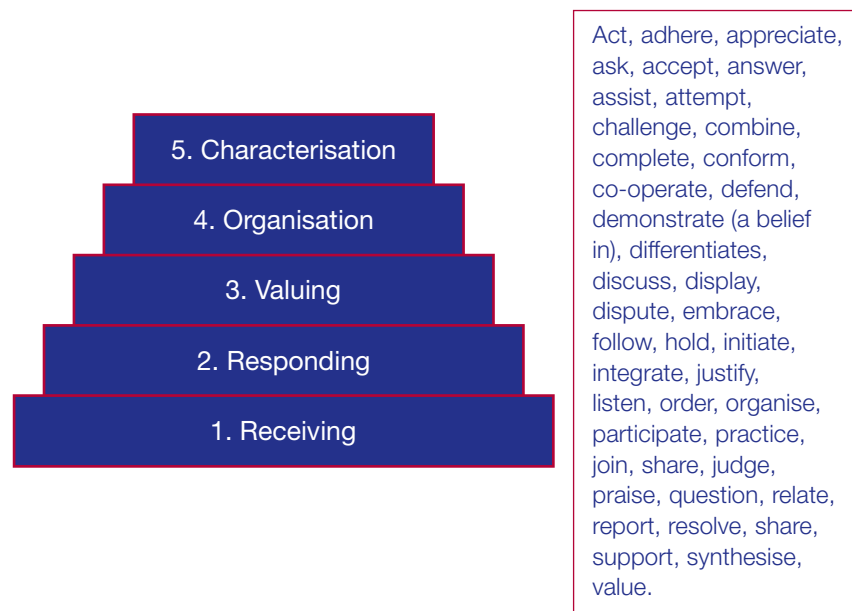 5. Characterisation
4. Organisation
3. Valuing
2. Responding
1. Receiving
Act, adhere, appreciate,
ask, accept, answer,
assist, attempt,
challenge, combine,
complete, conform,
co-operate, defend,
demonstrate (a belief
in), differentiates,
discuss, display,
dispute, embrace,
follow, hold, initiate,
integrate, justify,
listen, order, organise,
participate, practice,
join, share, judge,
praise, question, relate,
report, resolve, share,
support, synthesise,
value.